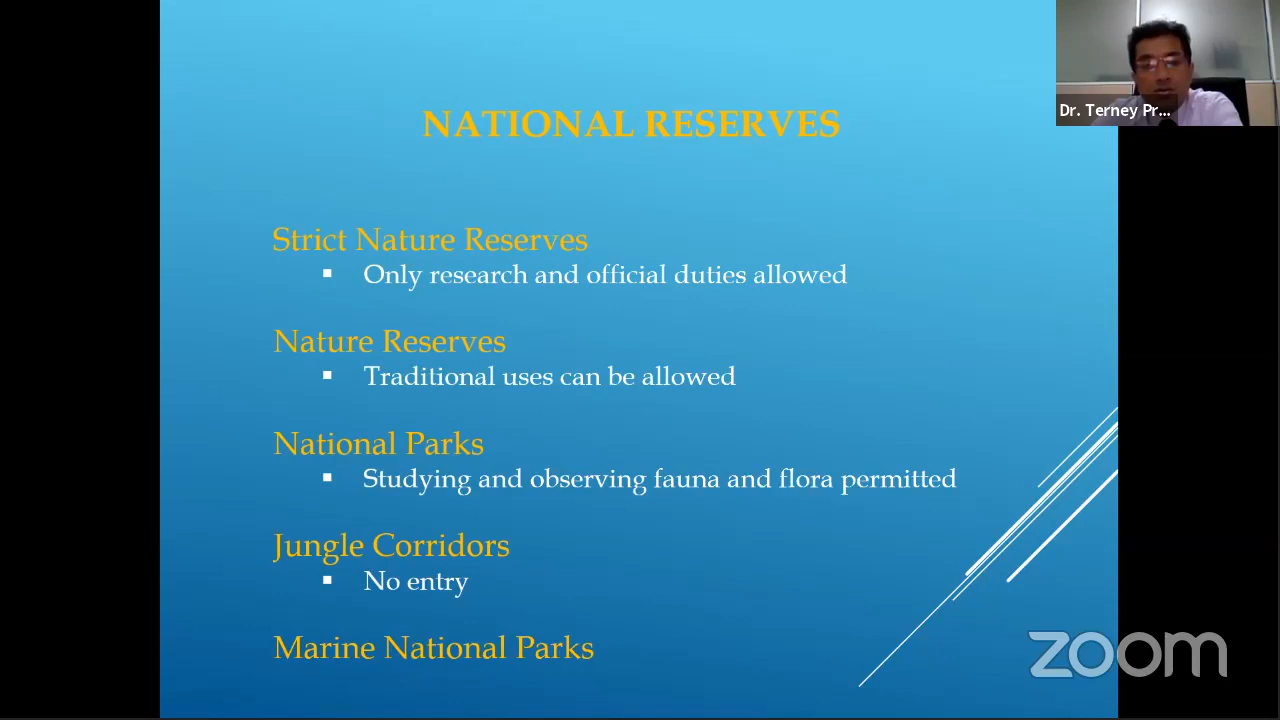 NATIONAL RESERVES
Dr. Terney Pr...
Strict Nature Reserves
▪ Only research and official duties allowed
Nature Reserves
▪ Traditional uses can be allowed
National Parks
▪ Studying and observing fauna and flora permitted
Jungle Corridors
▪ No entry
Marine National Parks
zoom